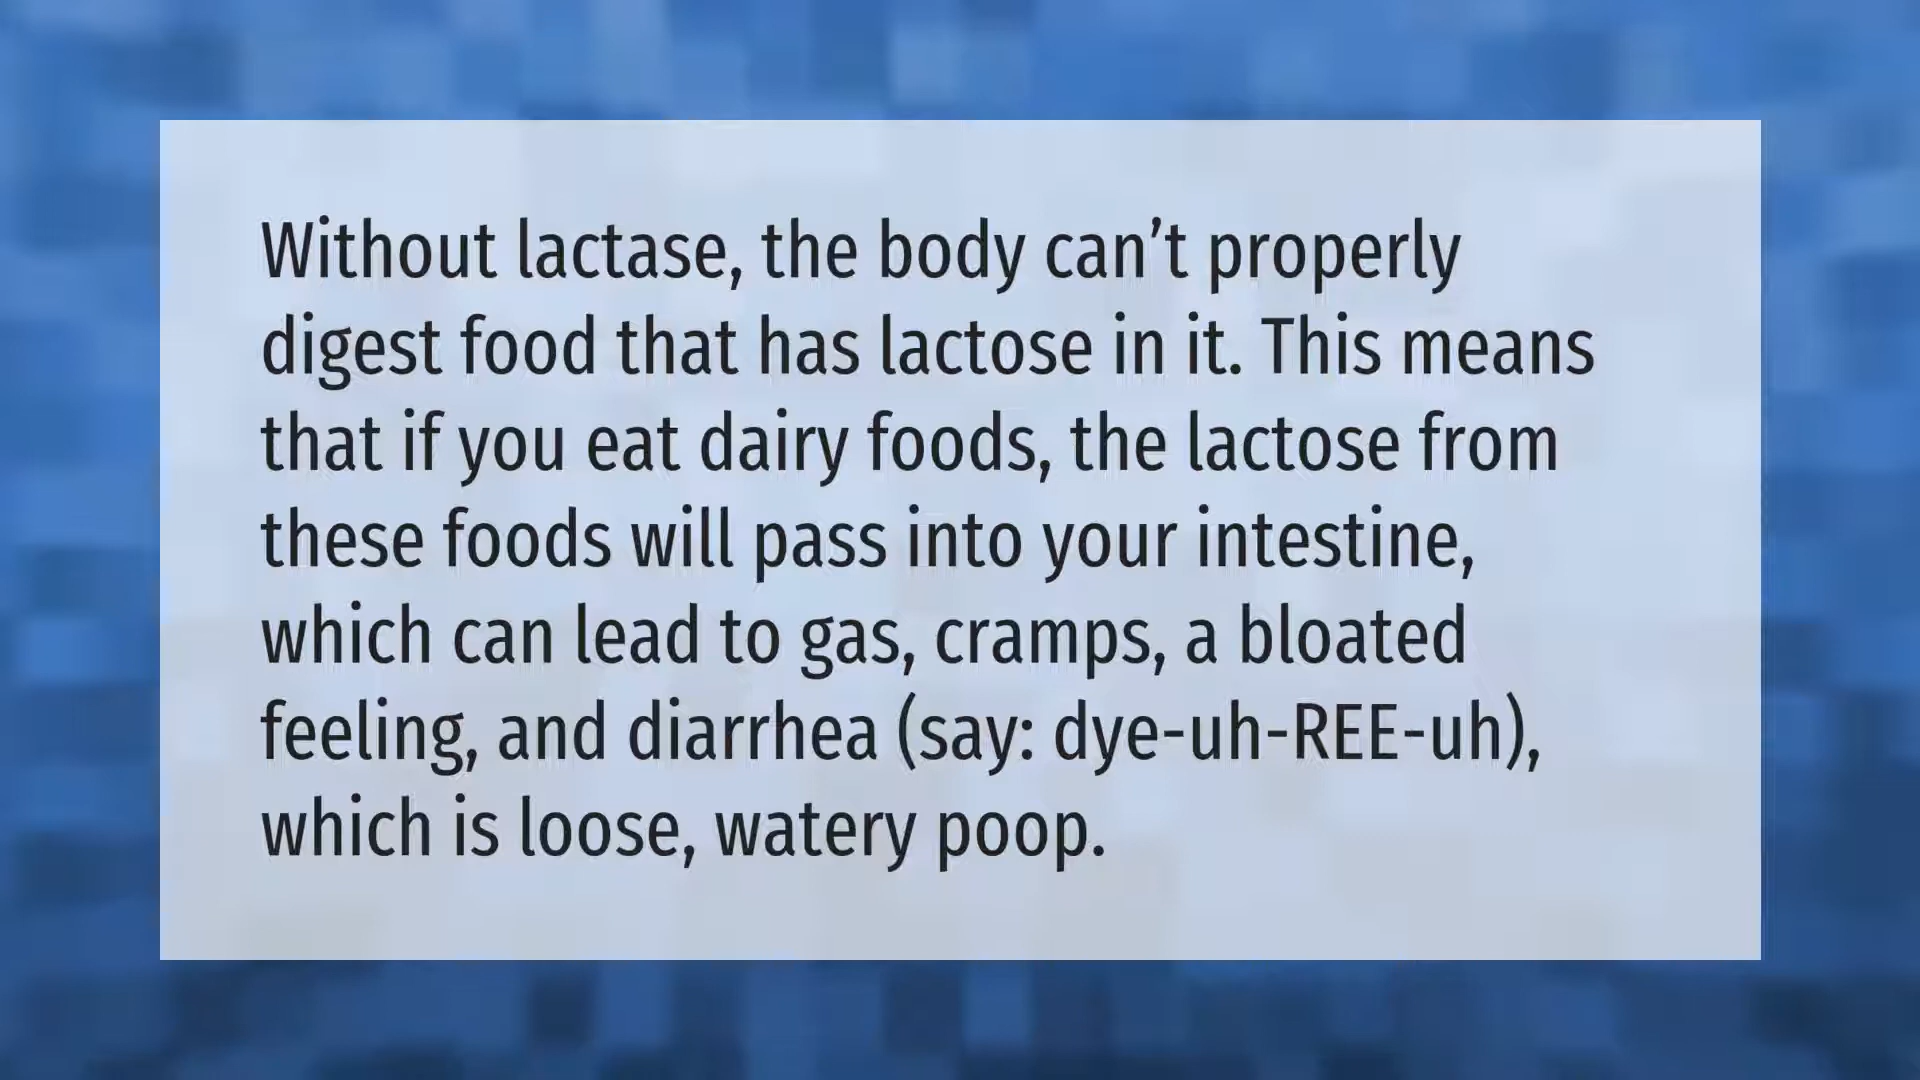 Without lactase, the body can’t properly
digest food that has lactose in it. This means
that if you eat dairy foods, the lactose from
these foods will pass into your intestine,
which can lead to gas, cramps, a bloated
feeling, and diarrhea (say: dye-uh-REE-uh),
which is loose, watery poop.